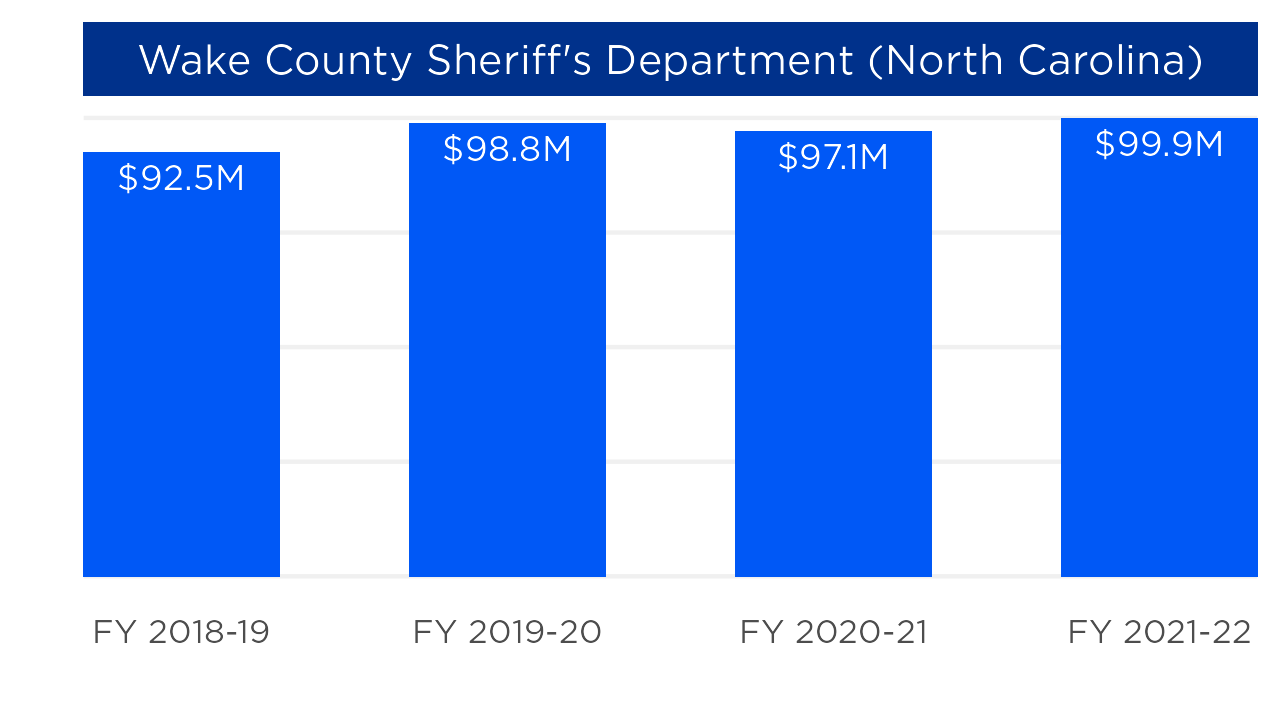 Wake County Sheriff's Department (North Carolina)
$92.5M
$98.8M
$97.1M
$99.9M
FY 2018-19
FY 2019-20
FY 2020-21
FY 2021-22